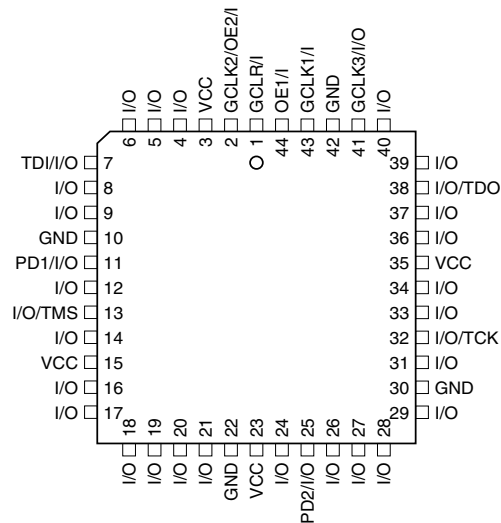 I/O
I/O
I/O
VCC
GCLK2/OE2/I
GCLR/I
OE1/I
GCLK1/I
GND
GCLK3/I/O
I/O
6 5 4 3 2 1 44 43 42 41 40
TDI/I/O 7
I/O 8
I/O 9
GND 10
PD1/I/O 11
I/O 12
I/O/TMS 13
I/O 14
VCC 15
I/O 16
I/O 17
39 I/O
38 I/O/TDO
37 I/O
36 I/O
35 VCC
34 I/O
33 I/O
32 I/O/TCK
31 I/O
30 GND
29 I/O
18 19 20 21 22 23 24 25 26 27 28
I/O
I/O
I/O
I/O
GND
VCC
I/O
PD2/I/O
I/O
I/O
I/O